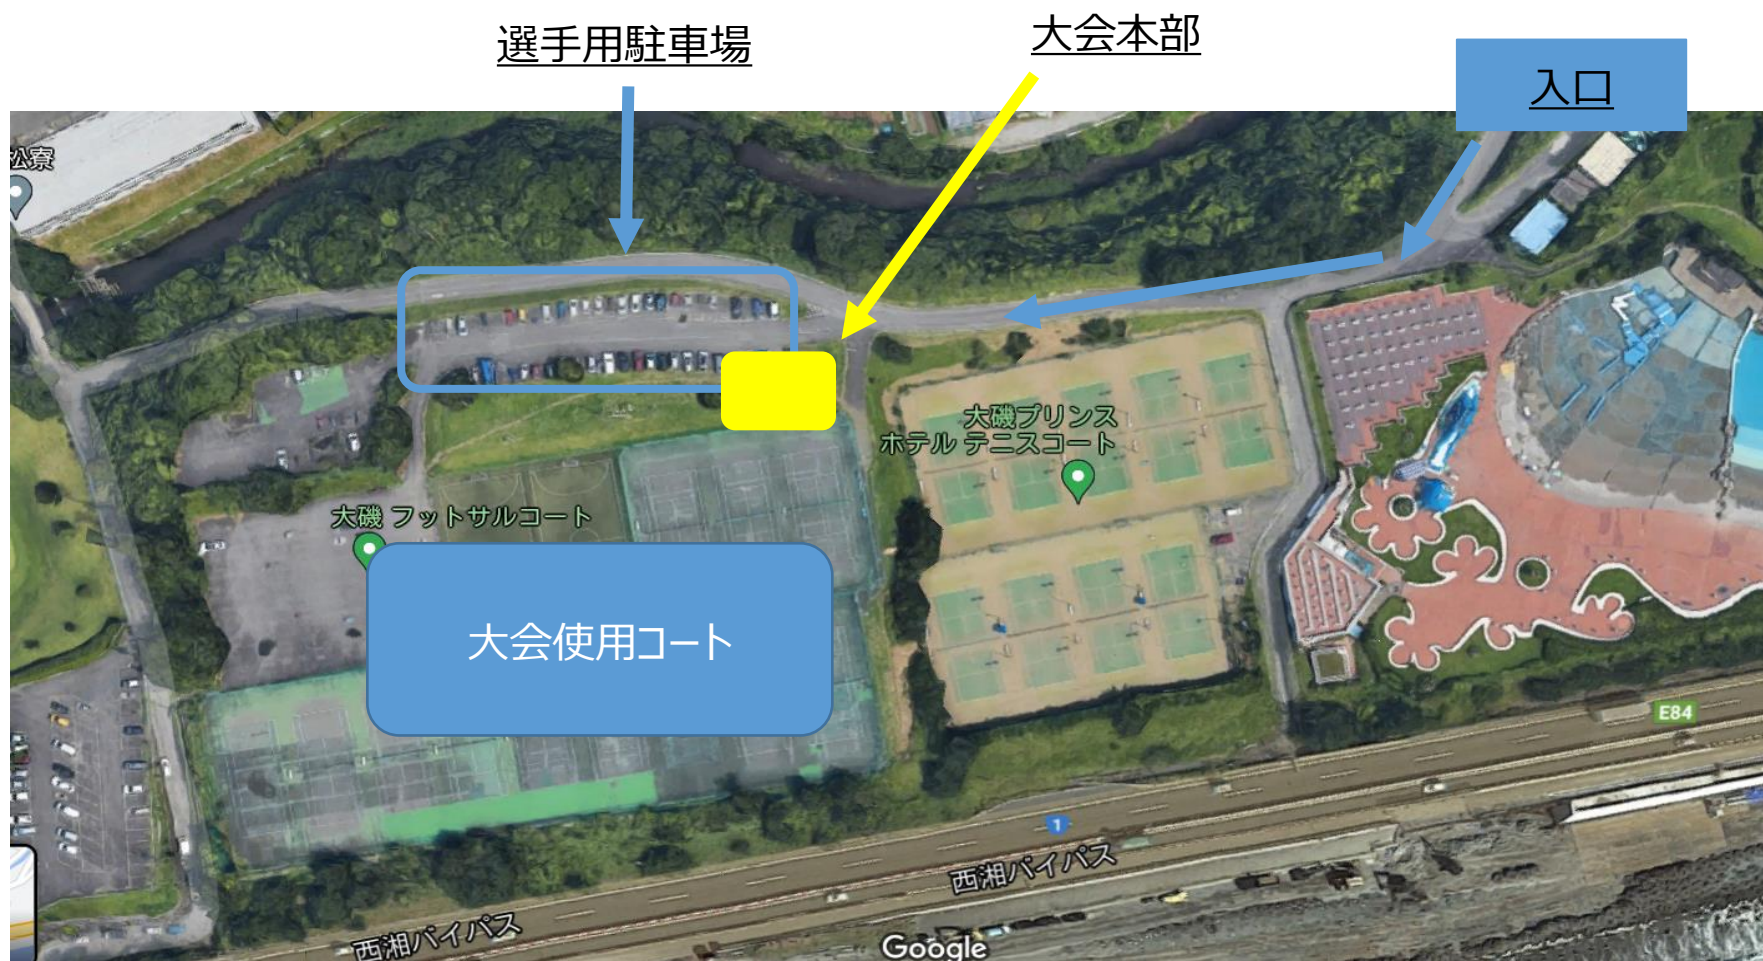 選手用駐車場
大会本部
入口
松寮
大磯プリンス
ホテル テニスコート
大磯 フットサルコート
大会使用コート
E84
1
西湘バイパス
西湘バイパス
Google